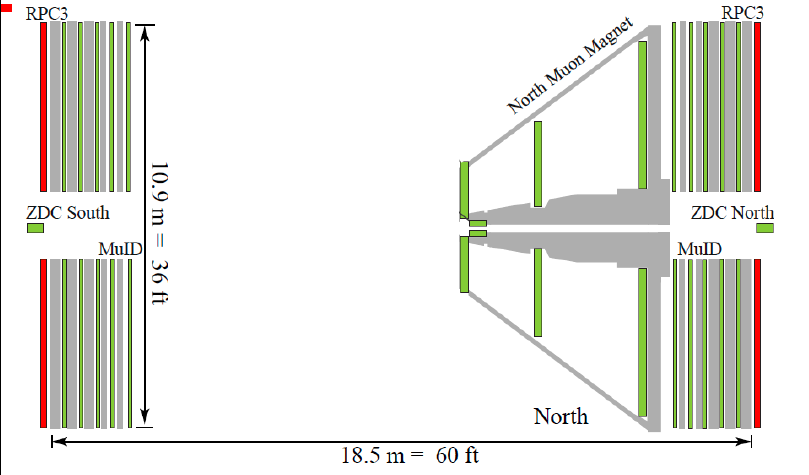 RPC3
RPC3
North Muon Magnet
10.9 m = 36 ft
ZDC South
ZDC North
MuID
MuID
North
18.5 m = 60 ft